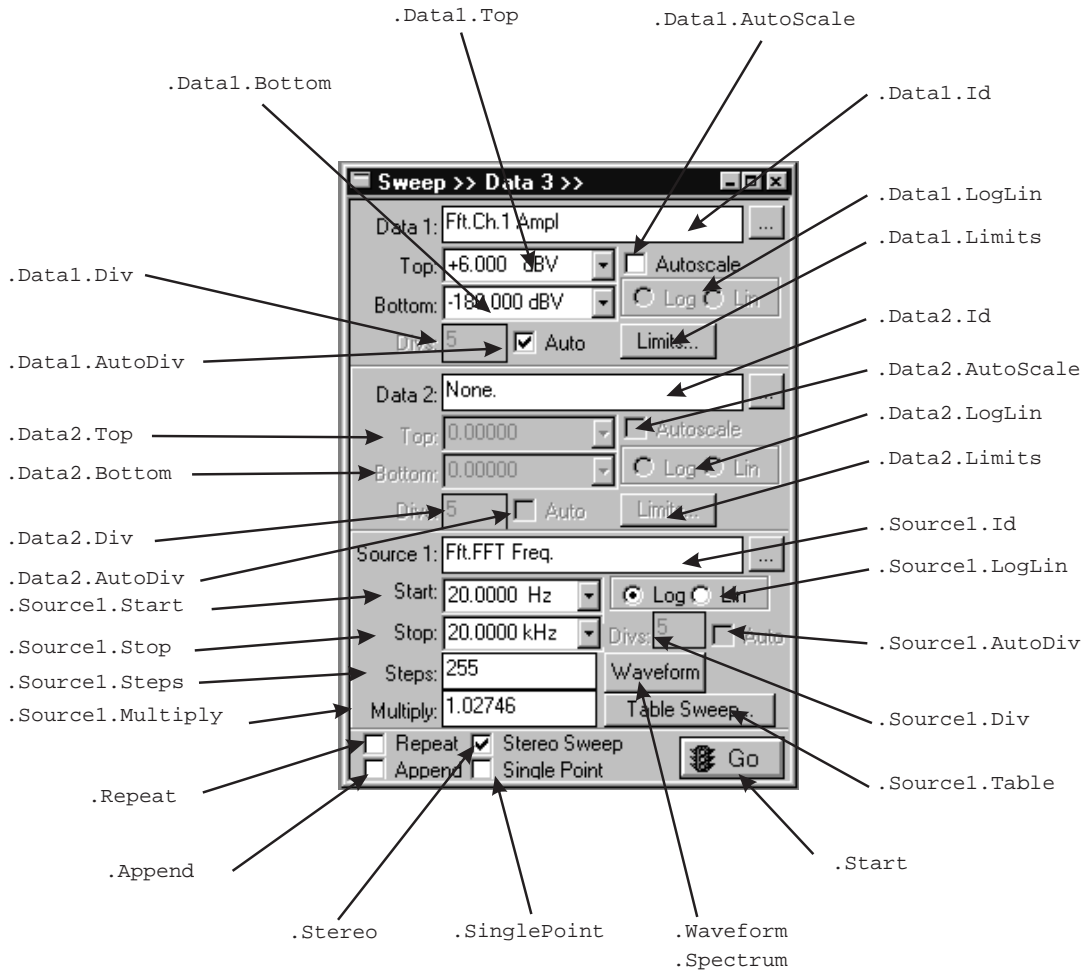 .Data1.Top
.Data1.AutoScale
.Data1.Bottom
.Data1.Id
Sweep >> Data 3 >>
.Data1.LogLin
Data 1: Fft.Ch.1 Ampl ...
.Data1.Limits
Top: +6.000 dBV Autoscale
.Data1.Div
Bottom: -180.000 dBV Log Lin
.Data2.Id
Divs: 5 Auto Limits...
.Data1.AutoDiv
.Data2.AutoScale
Data 2: None. ...
.Data2.LogLin
.Data2.Top
Top: 0.00000 Autoscale
.Data2.Limits
.Data2.Bottom
Bottom: 0.00000 Log Lin
Divs: 5 Auto Limits...
.Source1.Id
.Data2.Div
Source 1: Fft.FFT Freq. ...
.Source1.LogLin
.Data2.AutoDiv
Start: 20.0000 Hz Log Lin
.Source1.Start
Stop: 20.0000 kHz Divs: 5 Auto
.Source1.AutoDiv
.Source1.Stop
Steps: 255 Waveform
.Source1.Steps
Multiply: 1.02746 Table Sweep...
.Source1.Multiply
.Source1.Div
Repeat Stereo Sweep Go
Append Single Point
.Source1.Table
.Repeat
.Append
.Start
.Stereo
.SinglePoint
.Waveform
.Spectrum